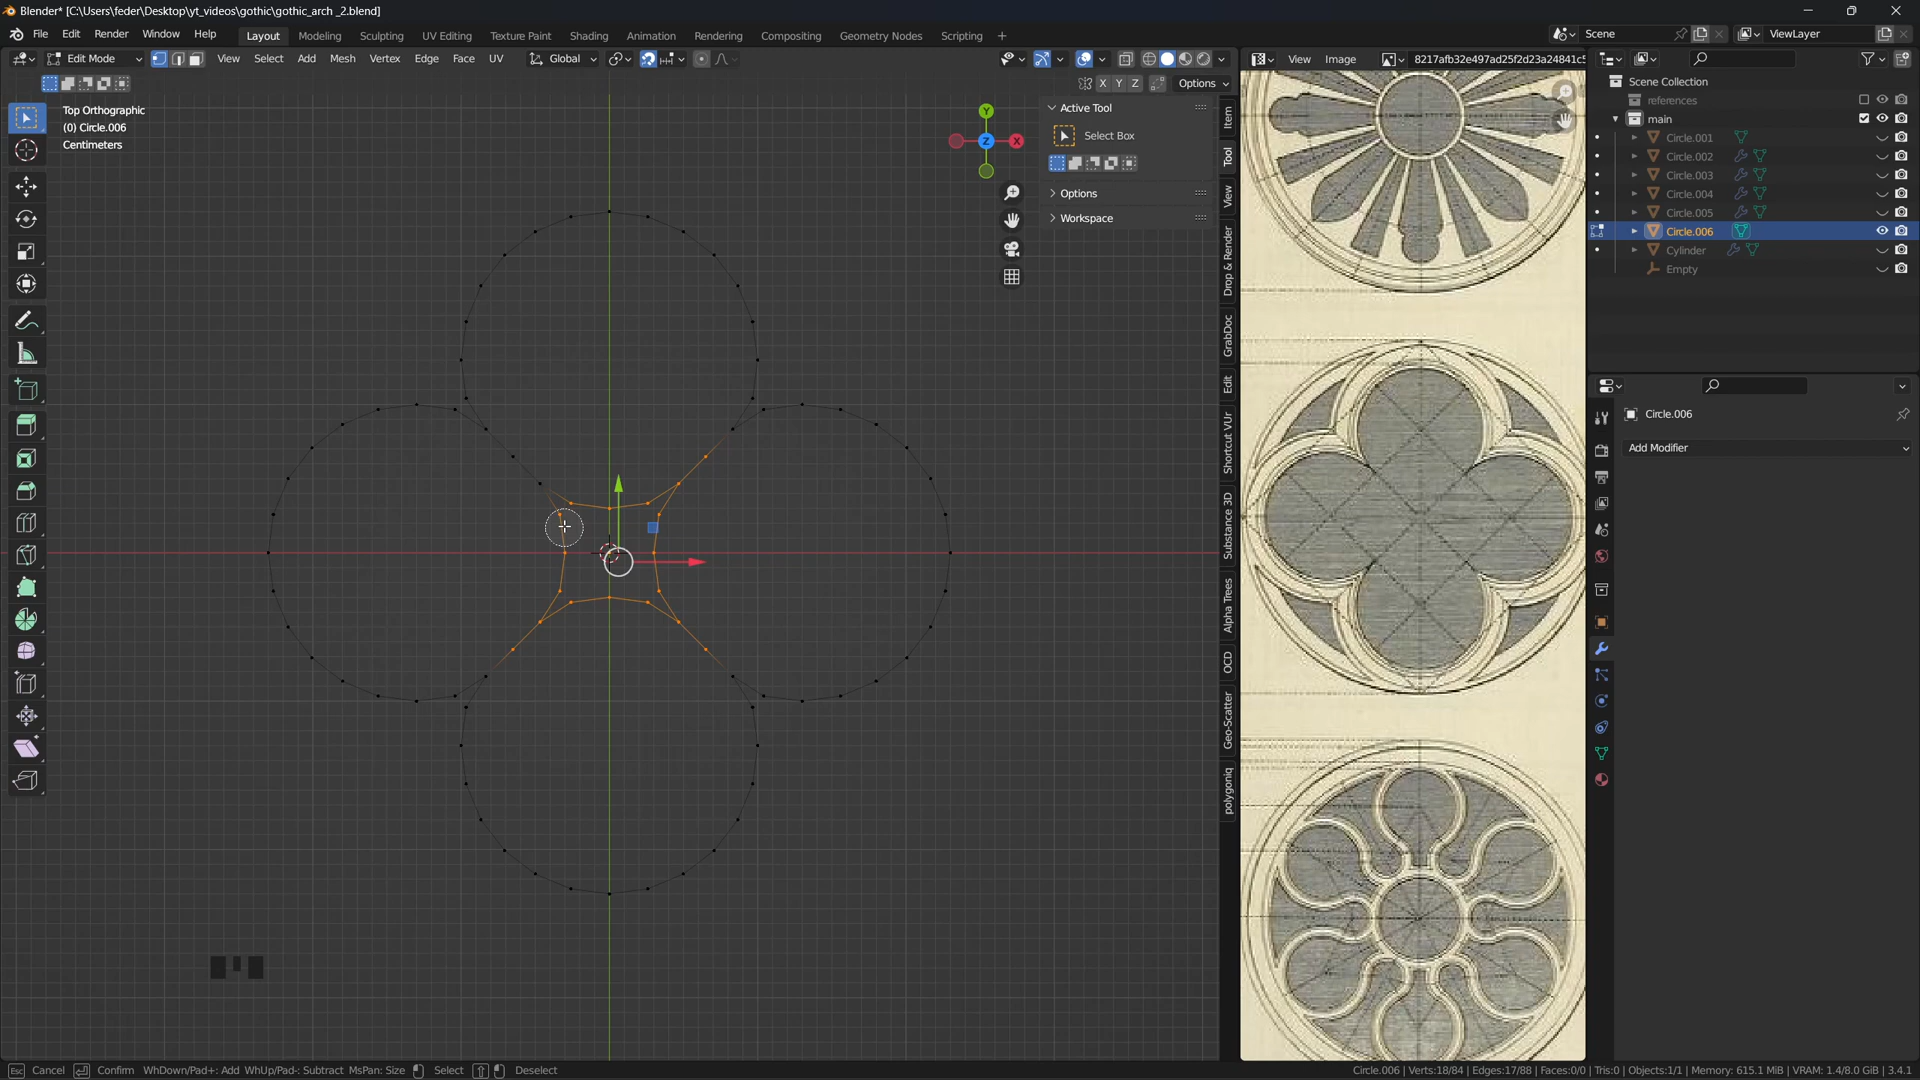 Blender* [C:\Users\feder\Desktop\yt_videos\gothic\gothic_arch _2.blend]
File Edit Render Window Help Layout Modeling Sculpting UV Editing Texture Paint Shading Animation Rendering Compositing Geometry Nodes Scripting Scene ViewLayer
Edit Mode View Select Add Mesh Vertex Edge Face UV Global View Image 8217afb32e497ad25f2d23a24841c5
X Y Z Options
Top Orthographic
(0) Circle.006
Centimeters
Y
Z
X
Active Tool
Select Box
Options
Workspace
Item
Tool
View
Drop & Render
GrabDoc
Edit
Shortcut VUr
Substance 3D
Alpha Trees
OCD
Geo-Scatter
polygoniq
Scene Collection
references
main
Circle.001
Circle.002
Circle.003
Circle.004
Circle.005
Circle.006
Cylinder
Empty
Circle.006
Add Modifier
Esc Cancel Confirm WhDown/Pad+: Add WhUp/Pad-: Subtract MsPan: Size Select Deselect Circle.006 | Verts:18/84 | Edges:17/88 | Faces:0/0 | Tris:0 | Objects:1/1 | Memory: 615.1 MiB | VRAM: 1.4/8.0 GiB | 3.4.1